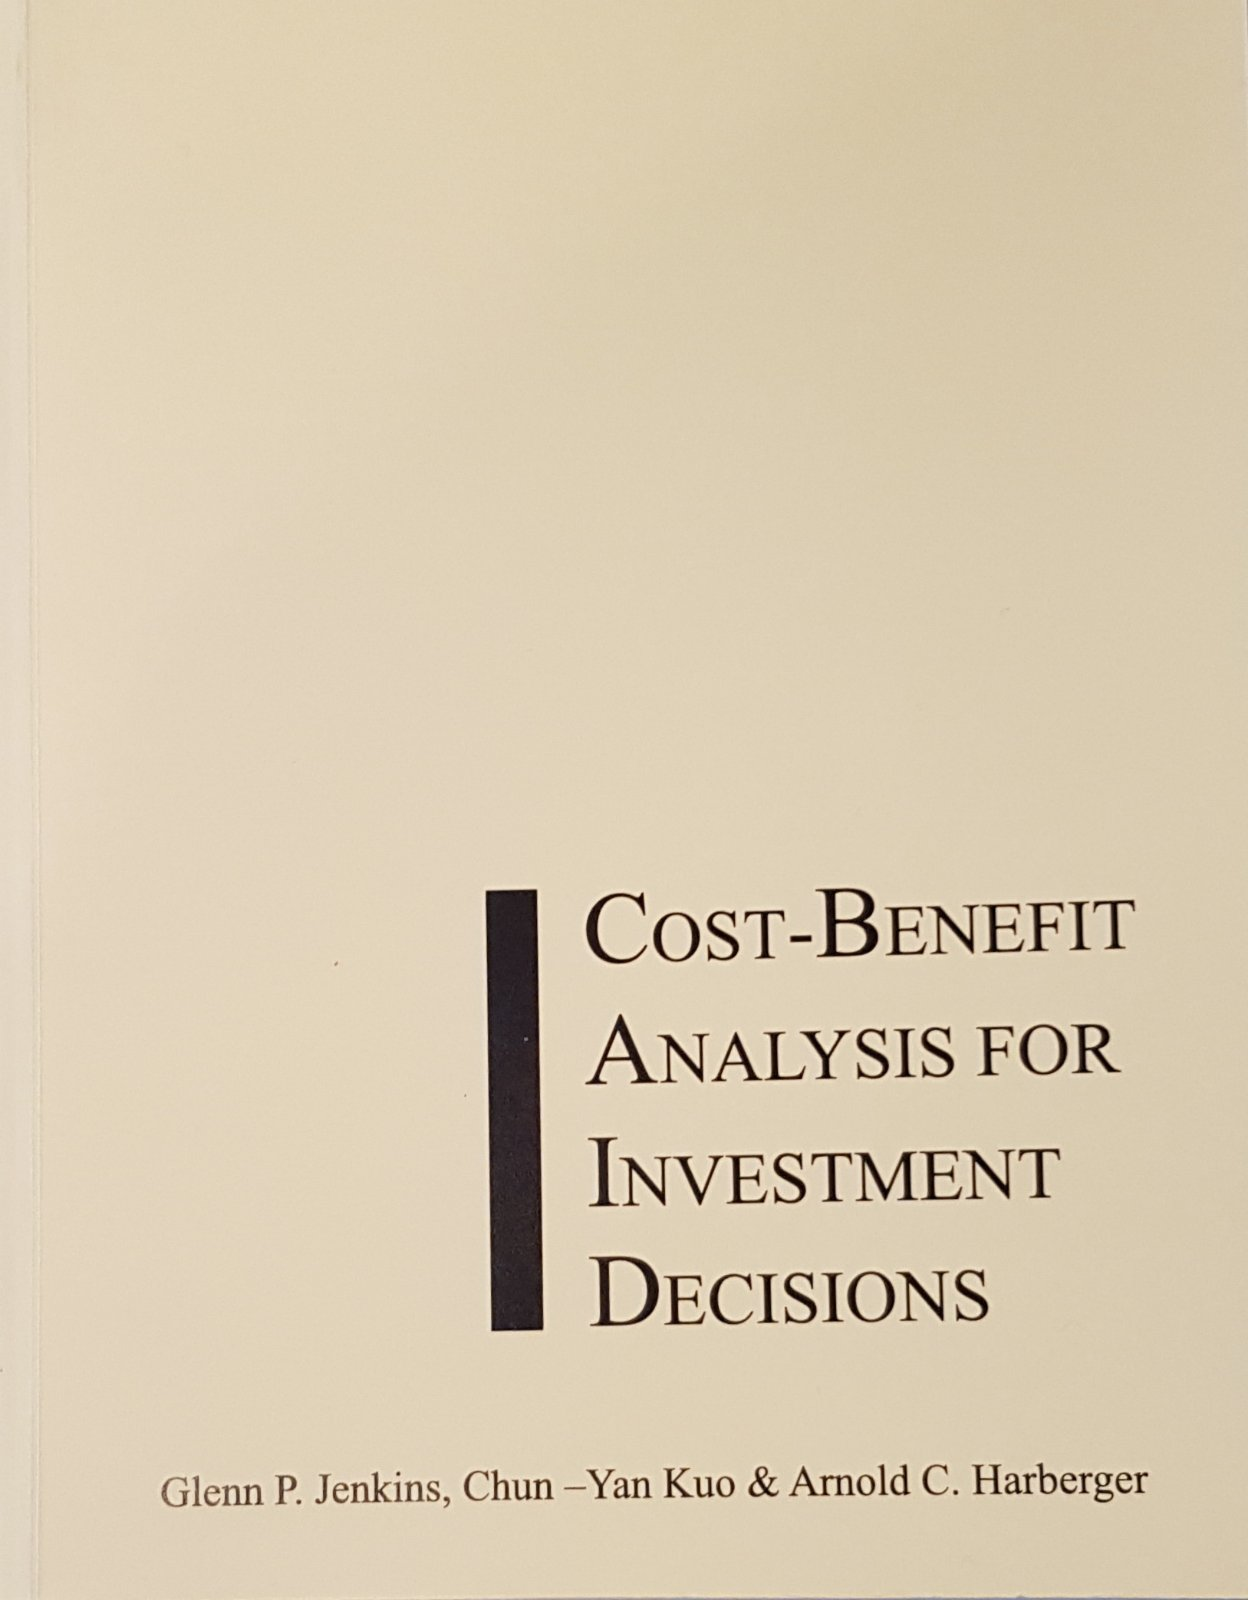 COST-BENEFIT
ANALYSIS FOR
INVESTMENT
DECISIONS
Glenn P. Jenkins, Chun –Yan Kuo & Arnold C. Harberger